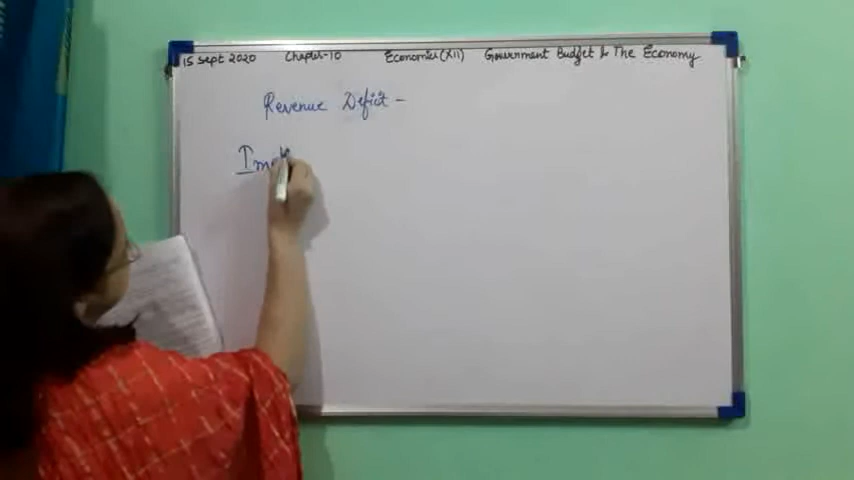 15 Sept 2020 Chapter-10 Economics(XII) Government Budget & The Economy
Revenue Deficit -